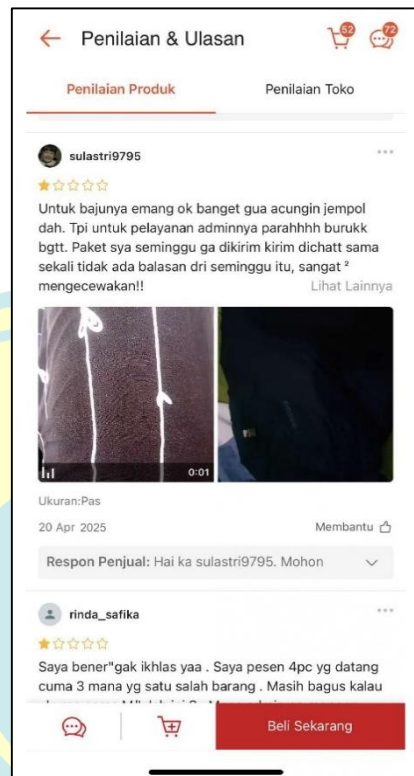 Penilaian & Ulasan
52
72
Penilaian Produk
Penilaian Toko
sulastri9795
Untuk bajunya emang ok banget gua acungin jempol
dah. Tpi untuk pelayanan adminnya parahhhh burukk
bgtt. Paket sya seminggu ga dikirim kirim dichatt sama
sekali tidak ada balasan dri seminggu itu, sangat ²
mengecewakan!!
Lihat Lainnya
0:01
Ukuran:Pas
20 Apr 2025
Membantu
Respon Penjual: Hai ka sulastri9795. Mohon
rinda_safika
Saya bener"gak ikhlas yaa . Saya pesen 4pc yg datang
cuma 3 mana yg satu salah barang . Masih bagus kalau
Beli Sekarang